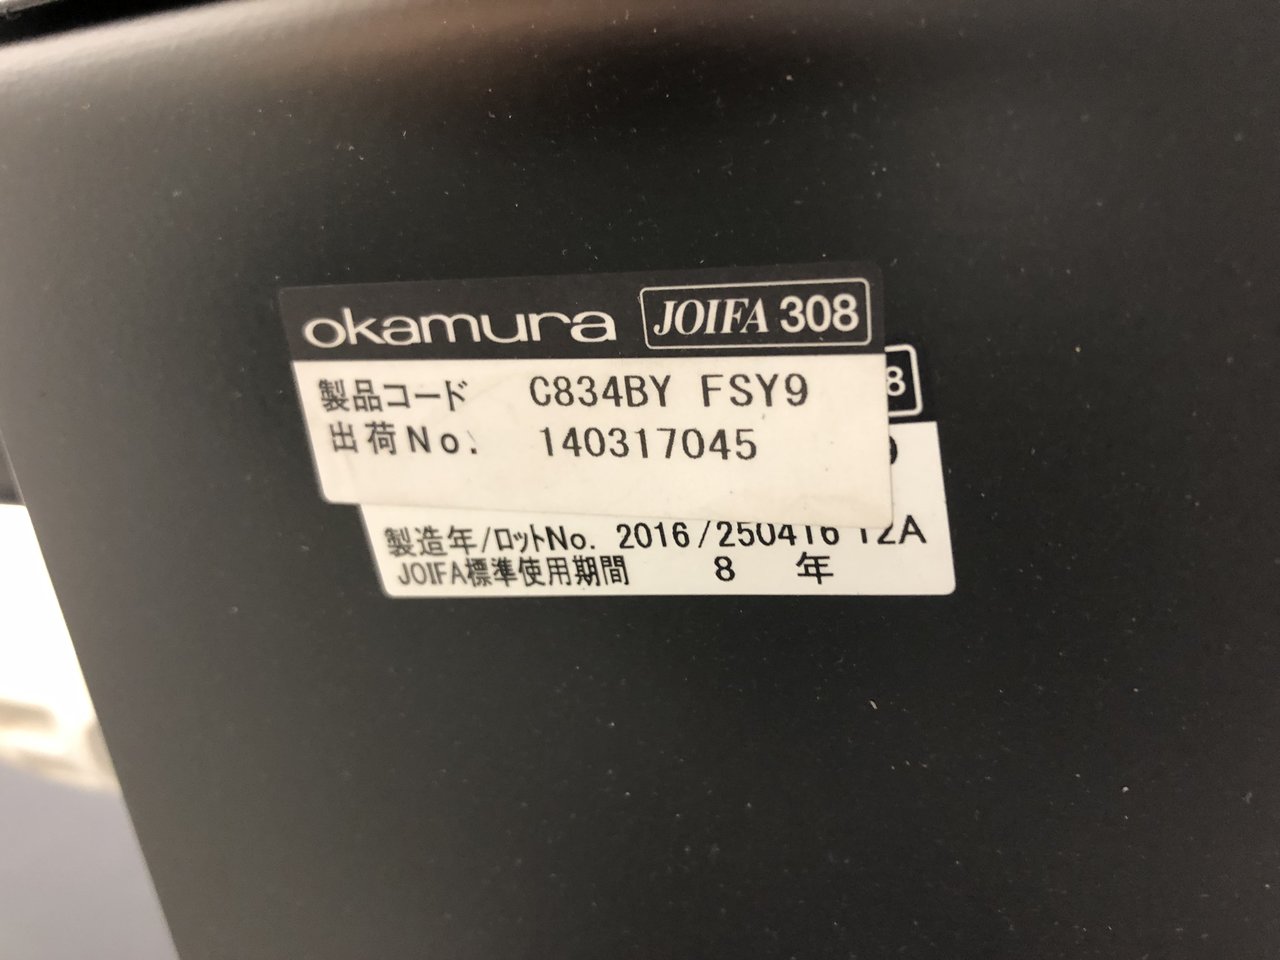 okamura JOIFA 308
製品コード C834BY FSY9
出荷No. 140317045
8
9
製造年/ロットNo. 2016/250416 12A
JOIFA標準使用期間 8 年